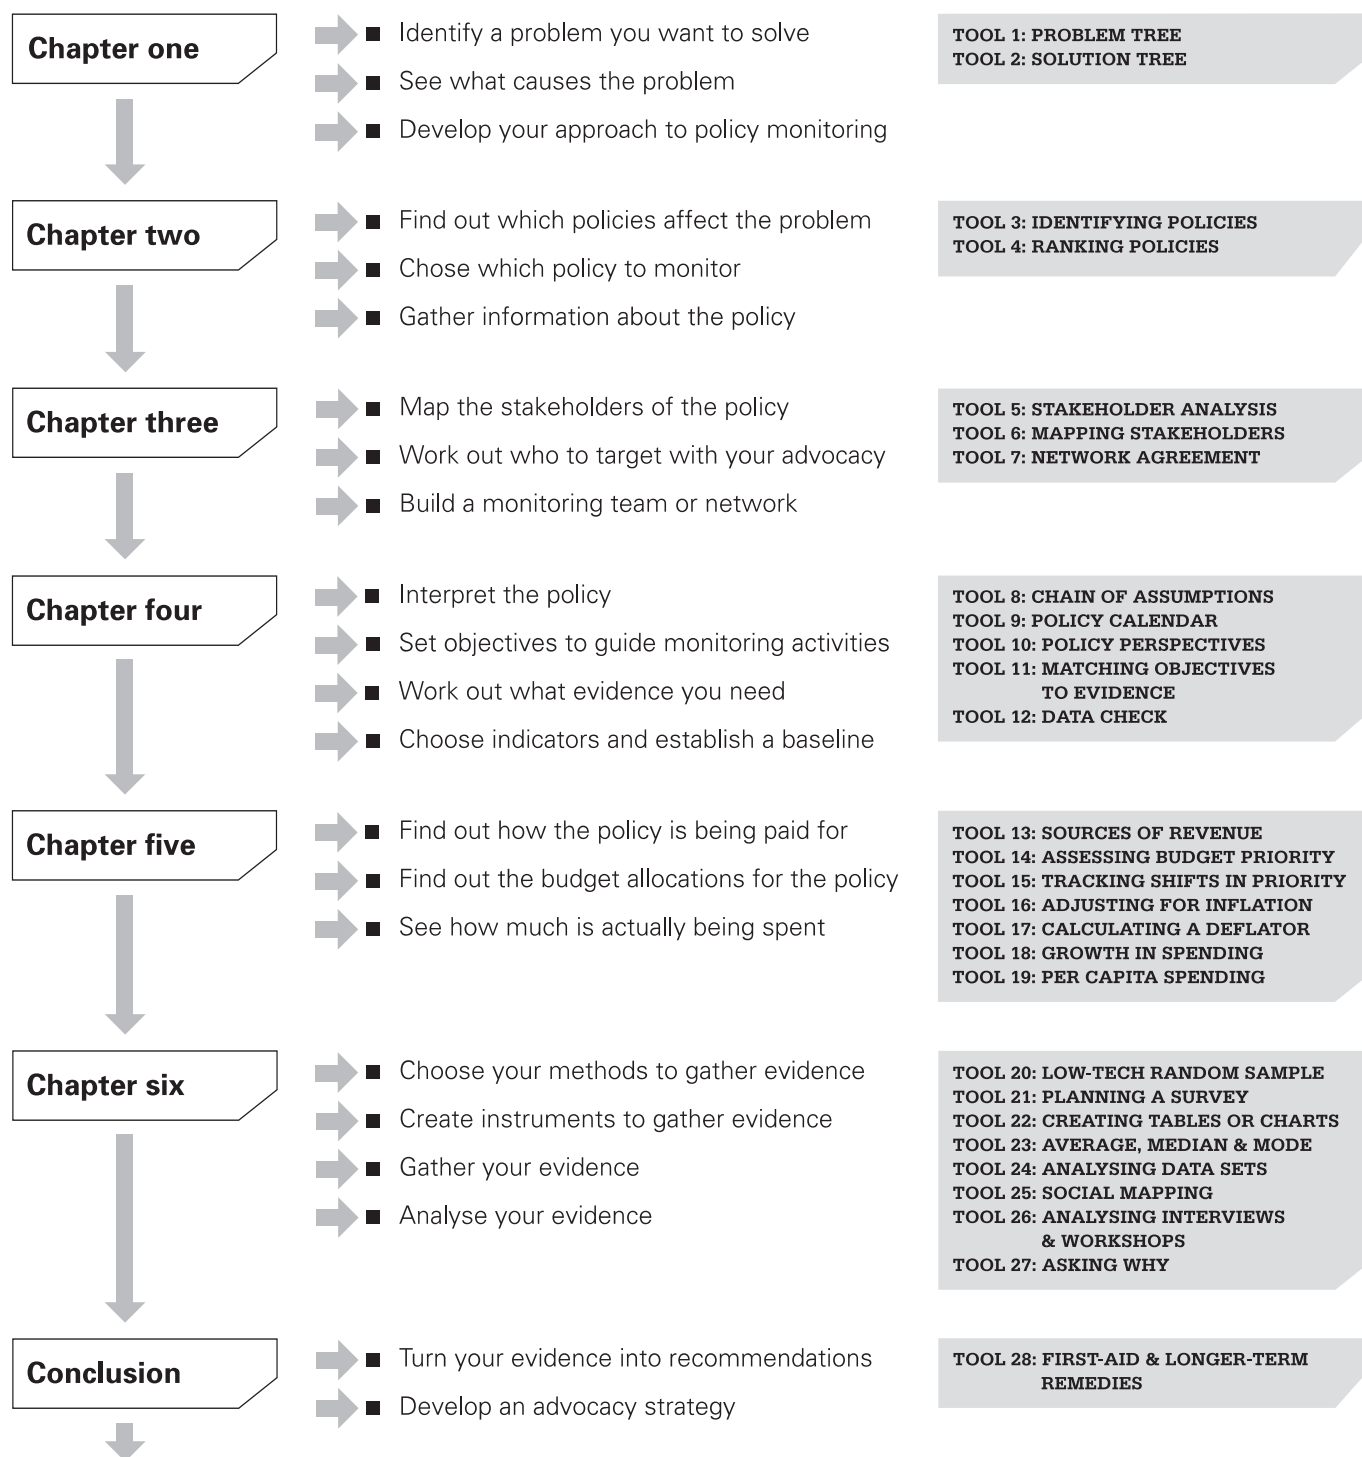 Chapter one
Identify a problem you want to solve
See what causes the problem
Develop your approach to policy monitoring
TOOL 1: PROBLEM TREE
TOOL 2: SOLUTION TREE
Chapter two
Find out which policies affect the problem
Chose which policy to monitor
Gather information about the policy
TOOL 3: IDENTIFYING POLICIES
TOOL 4: RANKING POLICIES
Chapter three
Map the stakeholders of the policy
Work out who to target with your advocacy
Build a monitoring team or network
TOOL 5: STAKEHOLDER ANALYSIS
TOOL 6: MAPPING STAKEHOLDERS
TOOL 7: NETWORK AGREEMENT
Chapter four
Interpret the policy
Set objectives to guide monitoring activities
Work out what evidence you need
Choose indicators and establish a baseline
TOOL 8: CHAIN OF ASSUMPTIONS
TOOL 9: POLICY CALENDAR
TOOL 10: POLICY PERSPECTIVES
TOOL 11: MATCHING OBJECTIVES
TO EVIDENCE
TOOL 12: DATA CHECK
Chapter five
Find out how the policy is being paid for
Find out the budget allocations for the policy
See how much is actually being spent
TOOL 13: SOURCES OF REVENUE
TOOL 14: ASSESSING BUDGET PRIORITY
TOOL 15: TRACKING SHIFTS IN PRIORITY
TOOL 16: ADJUSTING FOR INFLATION
TOOL 17: CALCULATING A DEFLATOR
TOOL 18: GROWTH IN SPENDING
TOOL 19: PER CAPITA SPENDING
Chapter six
Choose your methods to gather evidence
Create instruments to gather evidence
Gather your evidence
Analyse your evidence
TOOL 20: LOW-TECH RANDOM SAMPLE
TOOL 21: PLANNING A SURVEY
TOOL 22: CREATING TABLES OR CHARTS
TOOL 23: AVERAGE, MEDIAN & MODE
TOOL 24: ANALYSING DATA SETS
TOOL 25: SOCIAL MAPPING
TOOL 26: ANALYSING INTERVIEWS
& WORKSHOPS
TOOL 27: ASKING WHY
Conclusion
Turn your evidence into recommendations
Develop an advocacy strategy
TOOL 28: FIRST-AID & LONGER-TERM
REMEDIES